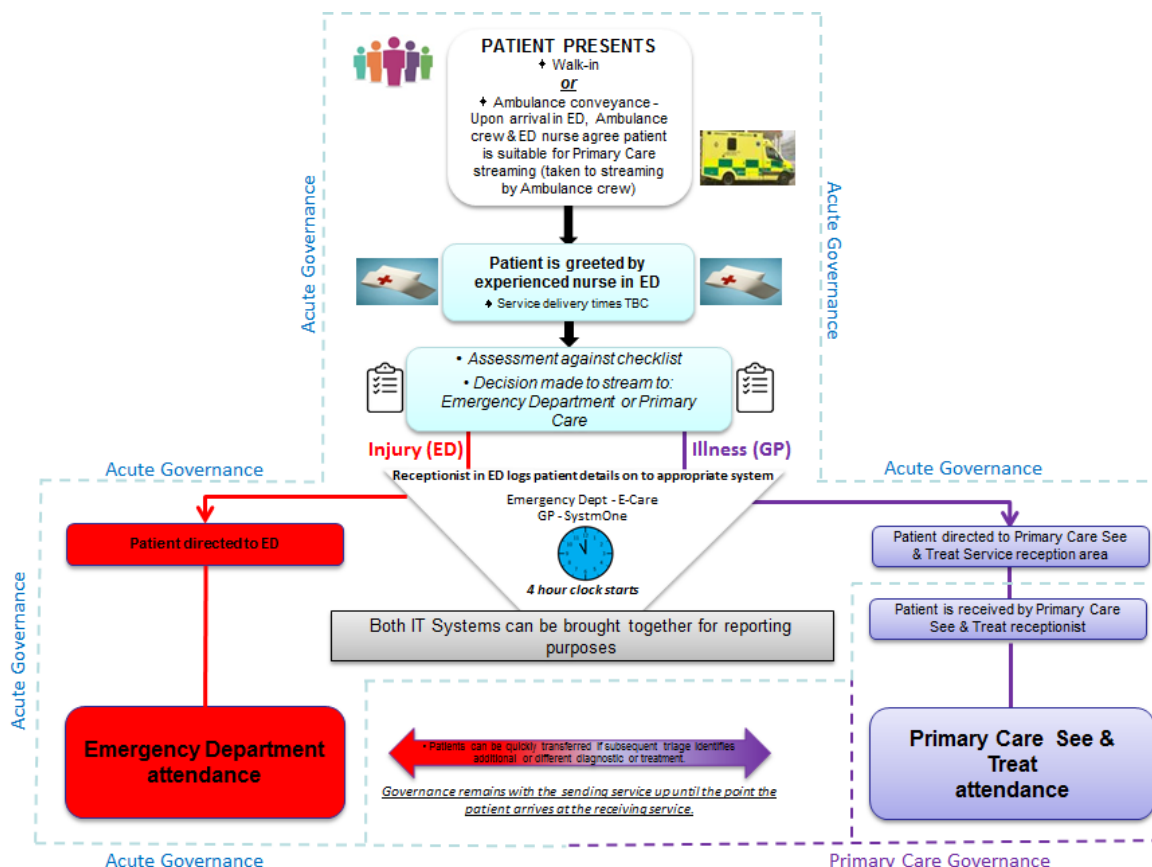 PATIENT PRESENTS
Walk-in
or
Ambulance conveyance -
Upon arrival in ED, Ambulance
crew & ED nurse agree patient
is suitable for Primary Care
streaming (taken to streaming
by Ambulance crew)
Acute Governance
Acute Governance
Patient is greeted by
experienced nurse in ED
Service delivery times TBC
• Assessment against checklist
• Decision made to stream to:
Emergency Department or Primary
Care
Injury (ED)
Illness (GP)
Acute Governance
Acute Governance
Receptionist in ED logs patient details on to appropriate system
Emergency Dept - E-Care
GP - SystmOne
4 hour clock starts
Patient directed to ED
Patient directed to Primary Care See
& Treat Service reception area
Patient is received by Primary Care
See & Treat receptionist
Both IT Systems can be brought together for reporting
purposes
Acute Governance
Emergency Department
attendance
• Patients can be quickly transferred if subsequent triage identifies
additional or different diagnostic or treatment.
Governance remains with the sending service up until the point the
patient arrives at the receiving service.
Primary Care See &
Treat
attendance
Acute Governance
Primary Care Governance